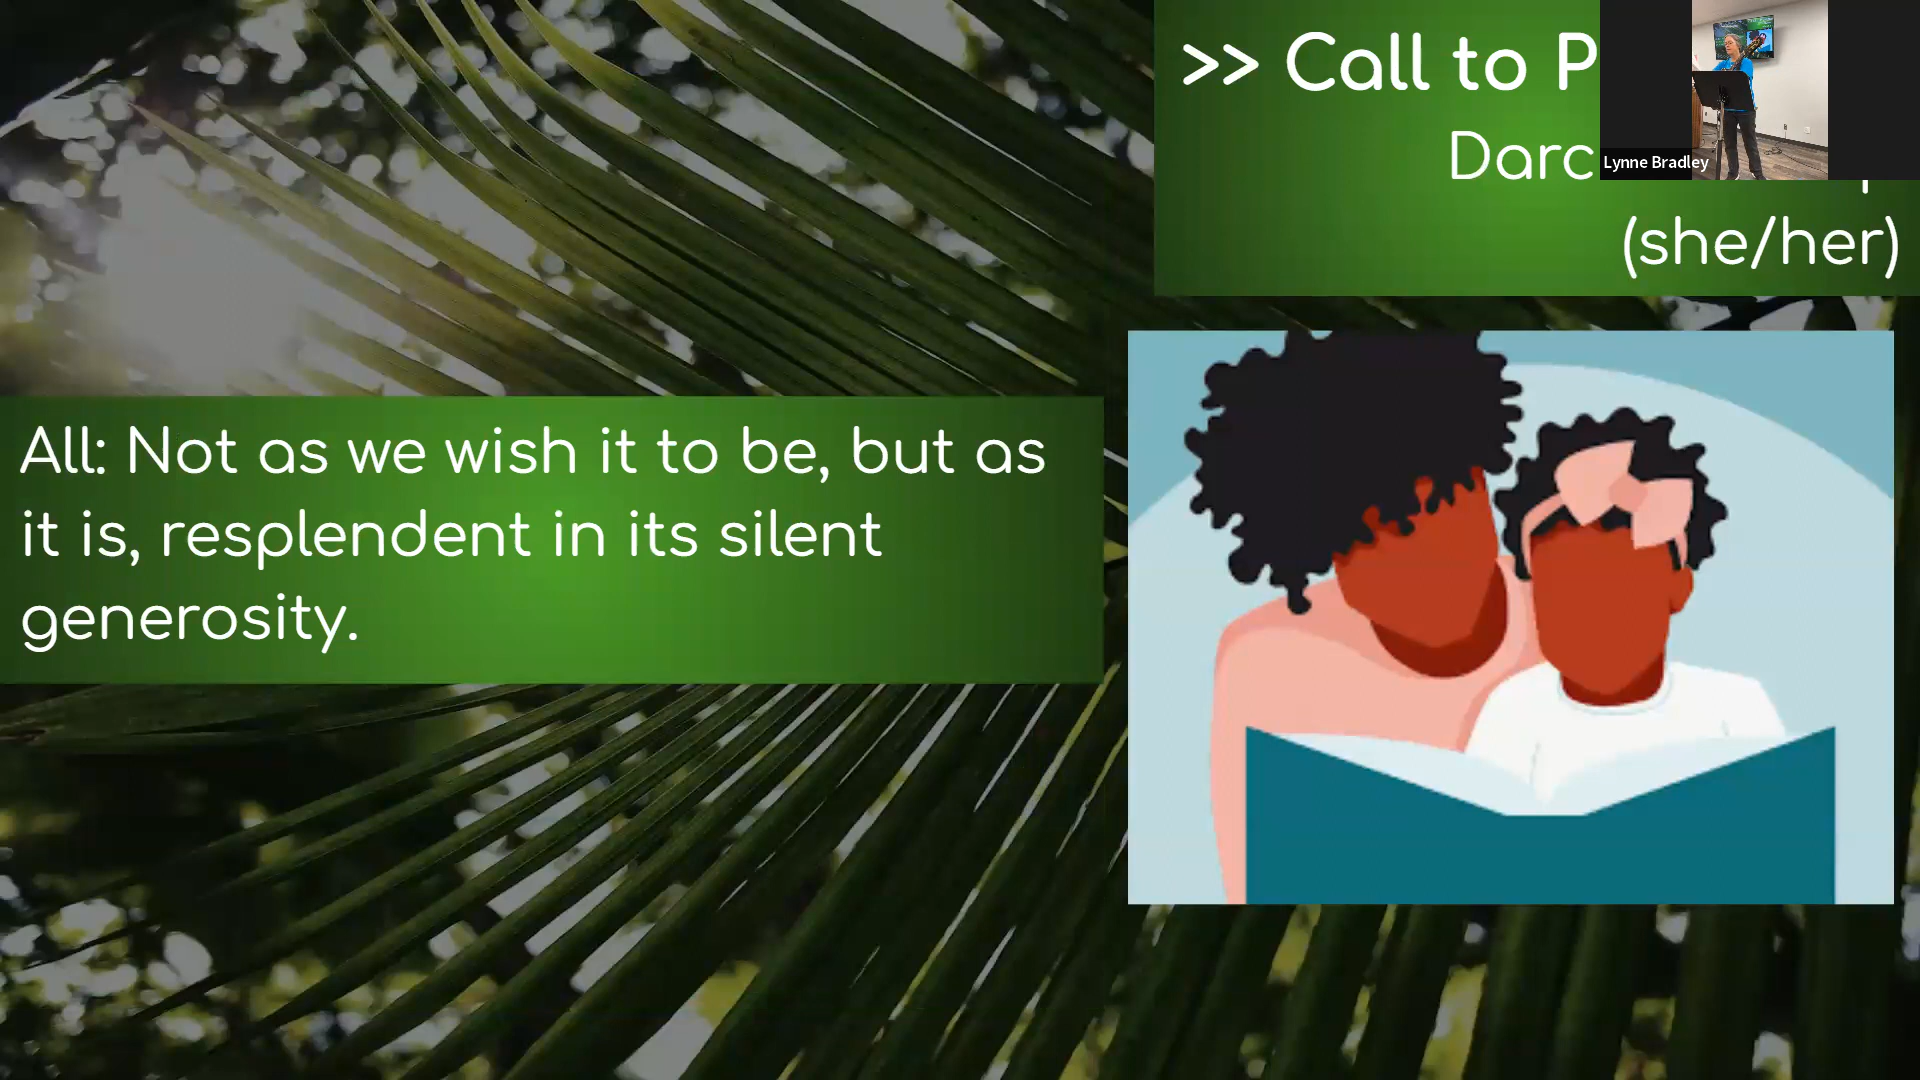 >> Call to P
Darc
(she/her)
Lynne Bradley
All: Not as we wish it to be, but as
it is, resplendent in its silent
generosity.